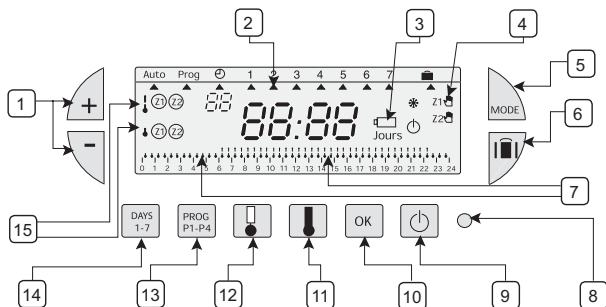 2
3
4
Auto Prog 1 2 3 4 5 6 7
5
1
+
Z1 Z2
88
88:88
Z1
MODE
-
Z1 Z2
Jours
Z2
6
0 1 2 3 4 5 6 7 8 9 10 11 12 13 14 15 16 17 18 19 20 21 22 23 24
7
15
DAYS
1-7
PROG
P1-P4
OK
14
13
12
11
10
9
8